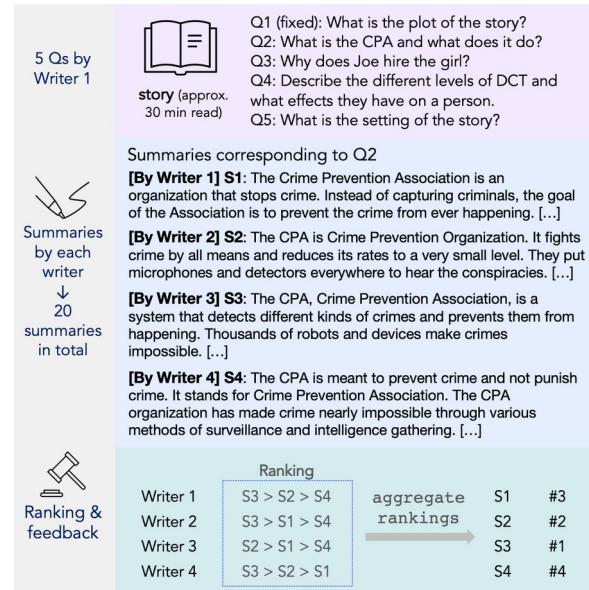 5 Qs by
Writer 1
story (approx.
30 min read)
Q1 (fixed): What is the plot of the story?
Q2: What is the CPA and what does it do?
Q3: Why does Joe hire the girl?
Q4: Describe the different levels of DCT and
what effects they have on a person.
Q5: What is the setting of the story?
Summaries
by each
writer
↓
20
summaries
in total
Summaries corresponding to Q2
[By Writer 1] S1: The Crime Prevention Association is an
organization that stops crime. Instead of capturing criminals, the goal
of the Association is to prevent the crime from ever happening. […]
[By Writer 2] S2: The CPA is Crime Prevention Organization. It fights
crime by all means and reduces its rates to a very small level. They put
microphones and detectors everywhere to hear the conspiracies. […]
[By Writer 3] S3: The CPA, Crime Prevention Association, is a
system that detects different kinds of crimes and prevents them from
happening. Thousands of robots and devices make crimes
impossible. […]
[By Writer 4] S4: The CPA is meant to prevent crime and not punish
crime. It stands for Crime Prevention Association. The CPA
organization has made crime nearly impossible through various
methods of surveillance and intelligence gathering. […]
Ranking &
feedback
Ranking
Writer 1 S3 > S2 > S4
Writer 2 S3 > S1 > S4
Writer 3 S2 > S1 > S4
Writer 4 S3 > S2 > S1
aggregate
rankings
S1 #3
S2 #2
S3 #1
S4 #4